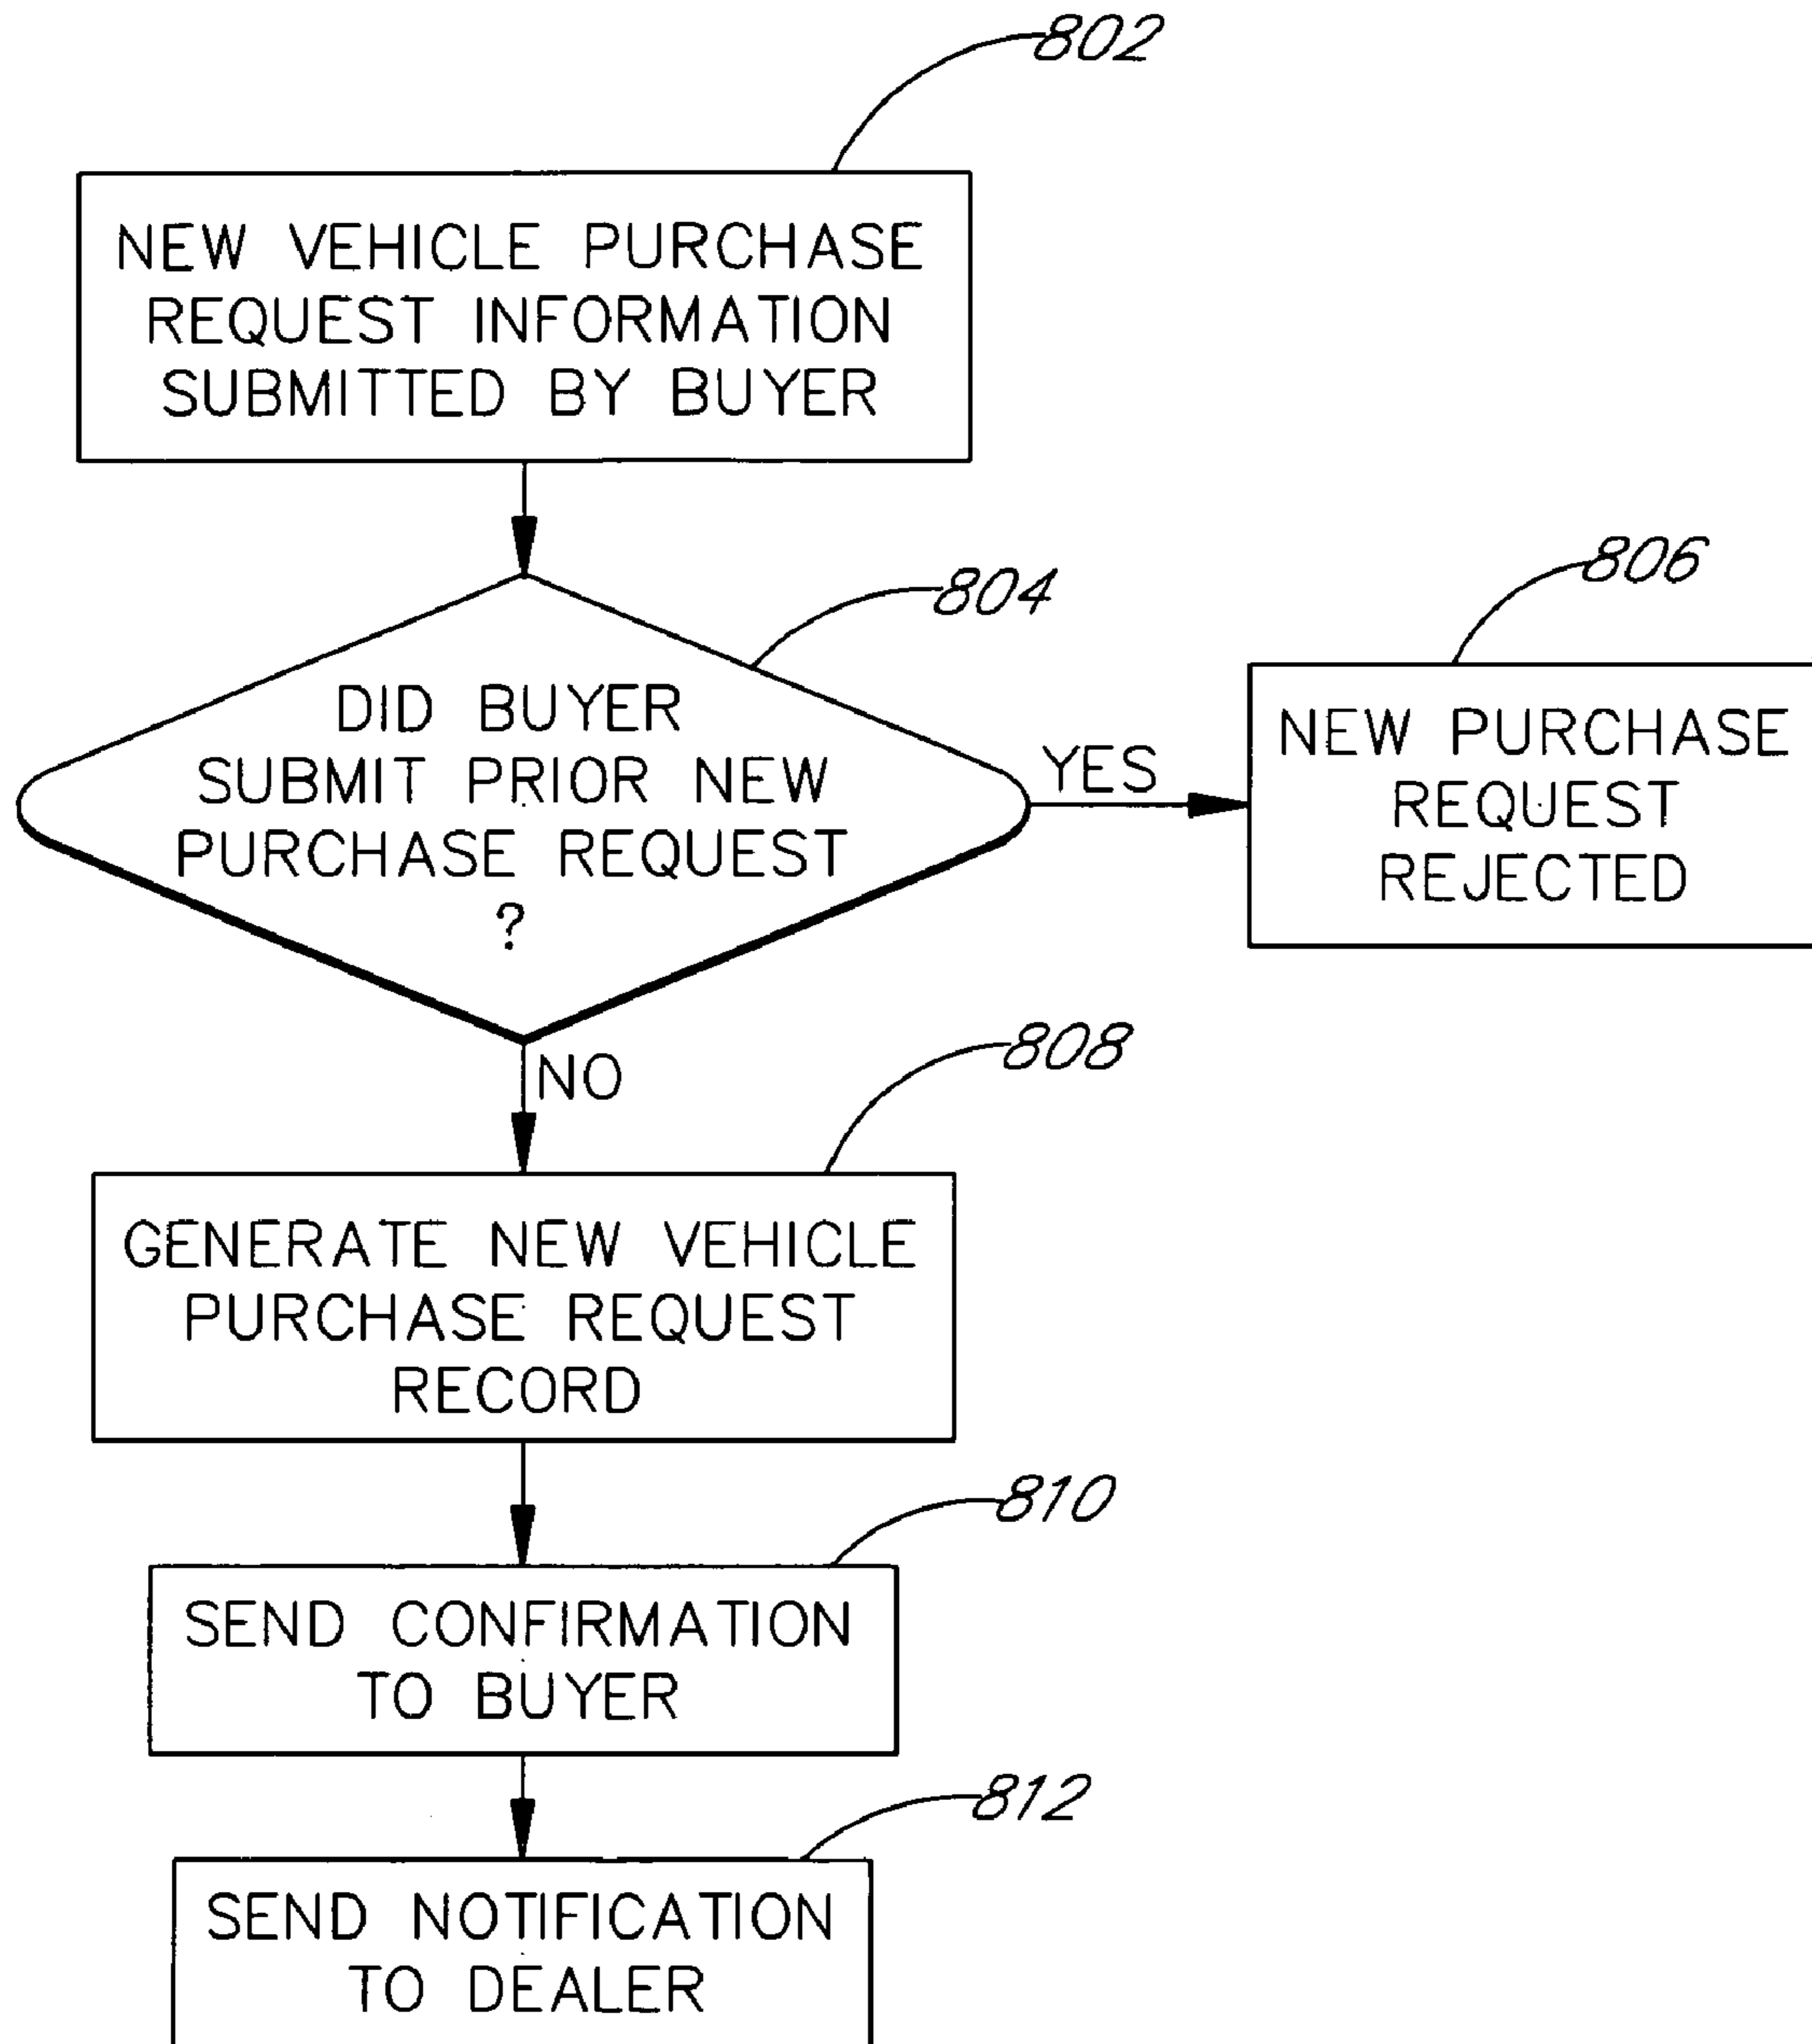 802
NEW VEHICLE PURCHASE
REQUEST INFORMATION
SUBMITTED BY BUYER
804
DID BUYER
SUBMIT PRIOR NEW
PURCHASE REQUEST
?
YES
806
NEW PURCHASE
REQUEST
REJECTED
NO
808
GENERATE NEW VEHICLE
PURCHASE REQUEST
RECORD
810
SEND CONFIRMATION
TO BUYER
812
SEND NOTIFICATION
TO DEALER